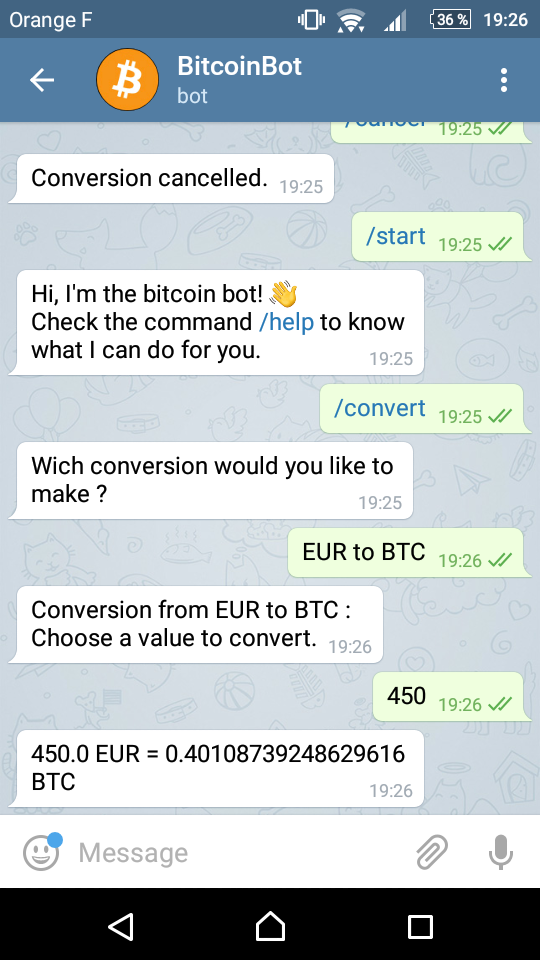 Orange F 36 % 19:26
BitcoinBot
bot
/cancel 19:25
Conversion cancelled. 19:25
/start 19:25
Hi, I'm the bitcoin bot! 👋
Check the command /help to know
what I can do for you. 19:25
/convert 19:25
Wich conversion would you like to
make ? 19:25
EUR to BTC 19:26
Conversion from EUR to BTC :
Choose a value to convert. 19:26
450 19:26
450.0 EUR = 0.40108739248629616
BTC 19:26
Message